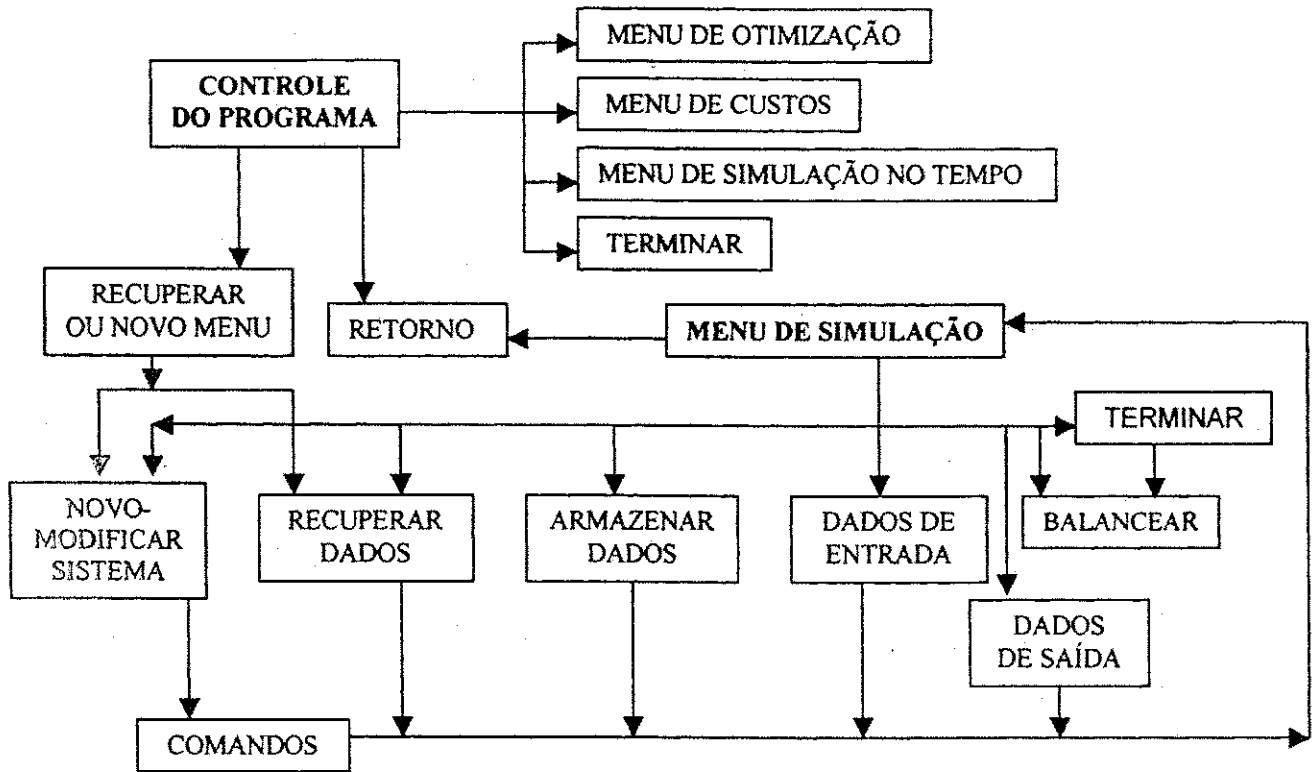 MENU DE OTIMIZAÇÃO
CONTROLE
DO PROGRAMA
MENU DE CUSTOS
MENU DE SIMULAÇÃO NO TEMPO
TERMINAR
RECUPERAR
OU NOVO MENU
RETORNO
MENU DE SIMULAÇÃO
TERMINAR
NOVO-
MODIFICAR
SISTEMA
RECUPERAR
DADOS
ARMAZENAR
DADOS
DADOS DE
ENTRADA
BALANCEAR
DADOS
DE SAÍDA
COMANDOS